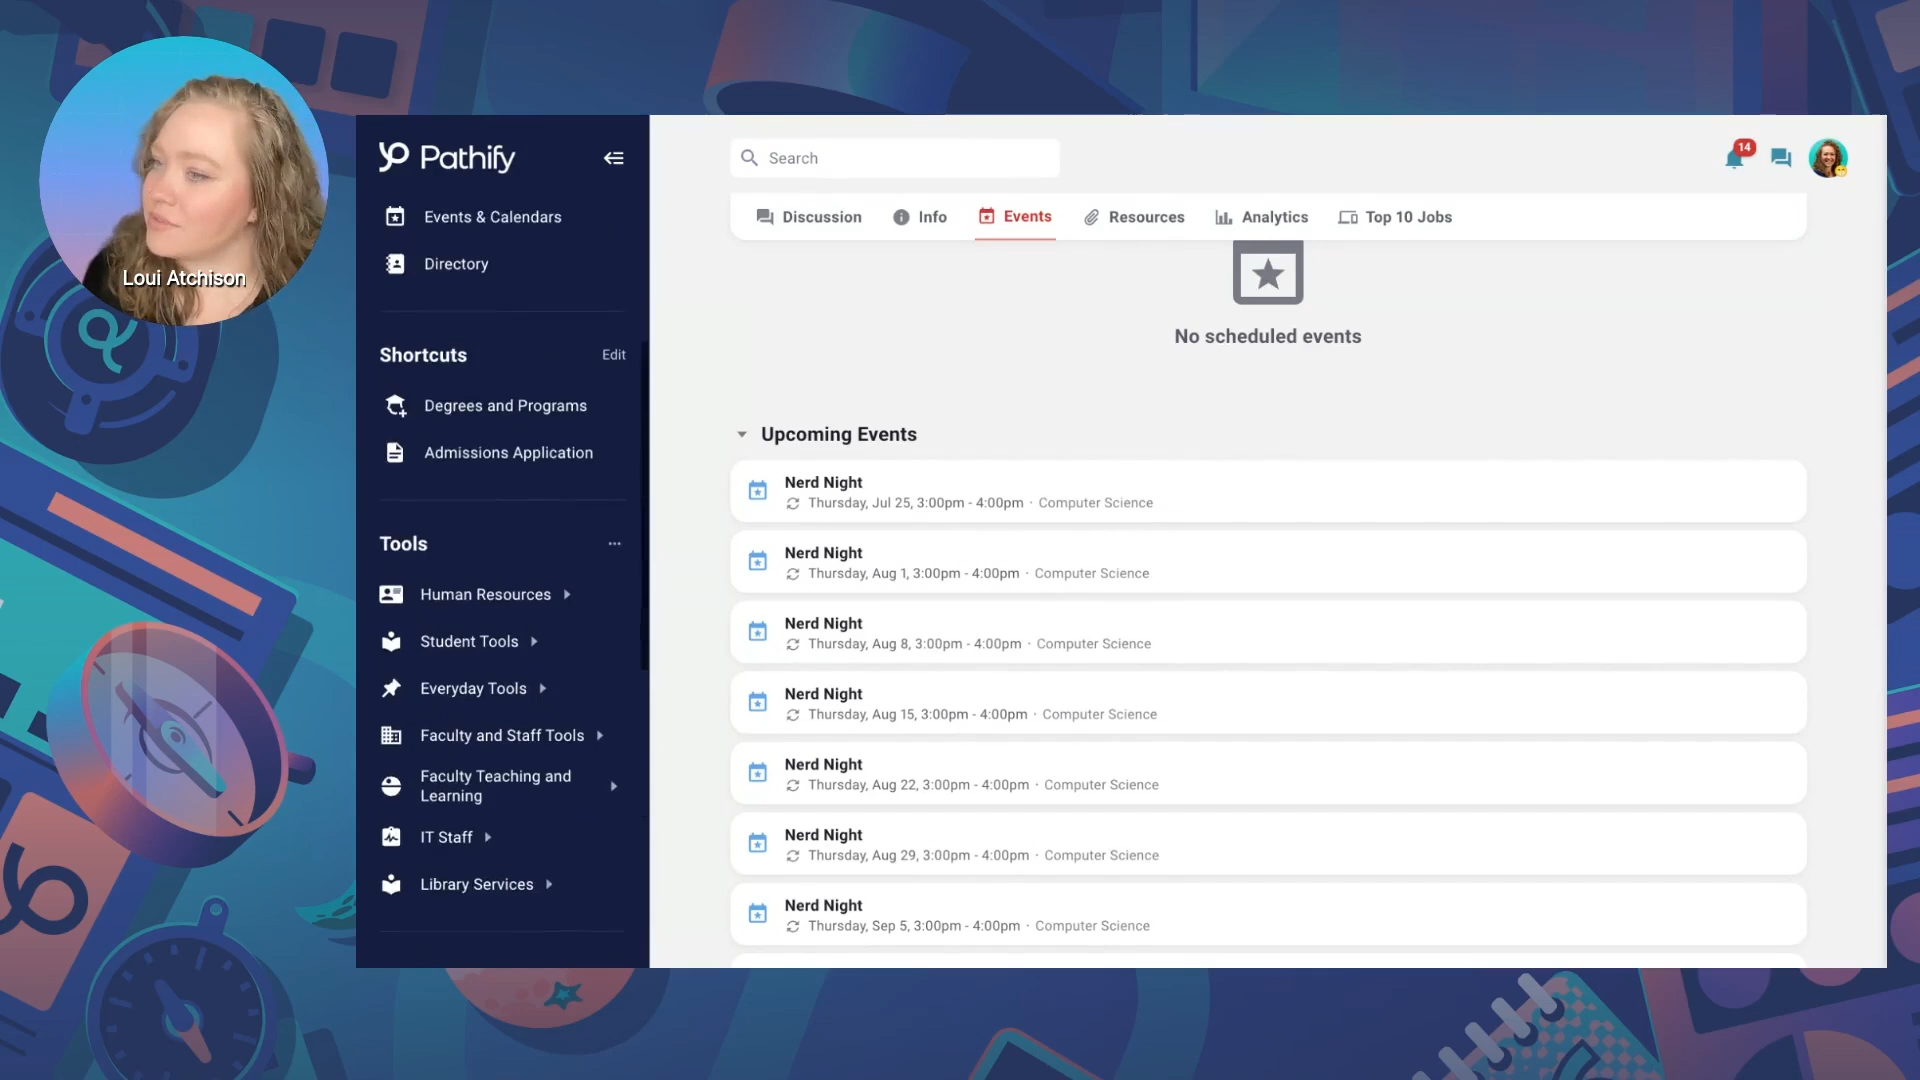 Loui Atchison
Pathify
Events & Calendars
Directory
Shortcuts
Edit
Degrees and Programs
Admissions Application
Tools
Human Resources
Student Tools
Everyday Tools
Faculty and Staff Tools
Faculty Teaching and
Learning
IT Staff
Library Services
Search
14
Discussion
Info
Events
Resources
Analytics
Top 10 Jobs
No scheduled events
Upcoming Events
Nerd Night
Thursday, Jul 25, 3:00pm - 4:00pm · Computer Science
Nerd Night
Thursday, Aug 1, 3:00pm - 4:00pm · Computer Science
Nerd Night
Thursday, Aug 8, 3:00pm - 4:00pm · Computer Science
Nerd Night
Thursday, Aug 15, 3:00pm - 4:00pm · Computer Science
Nerd Night
Thursday, Aug 22, 3:00pm - 4:00pm · Computer Science
Nerd Night
Thursday, Aug 29, 3:00pm - 4:00pm · Computer Science
Nerd Night
Thursday, Sep 5, 3:00pm - 4:00pm · Computer Science